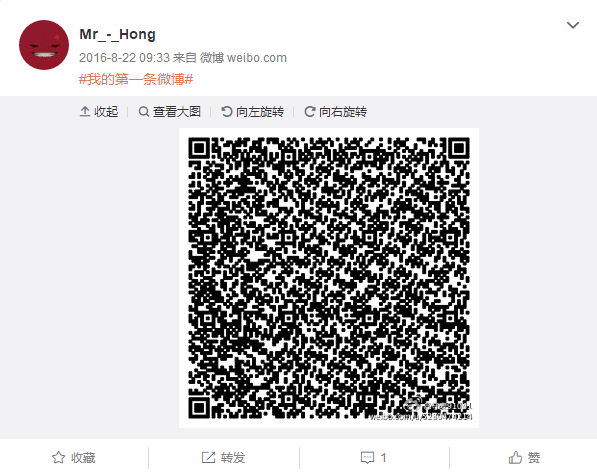 Mr_-_Hong
2016-8-22 09:33 来自 微博 weibo.com
#我的第一条微博#
收起 查看大图 向左旋转 向右旋转
收藏 转发 1 赞